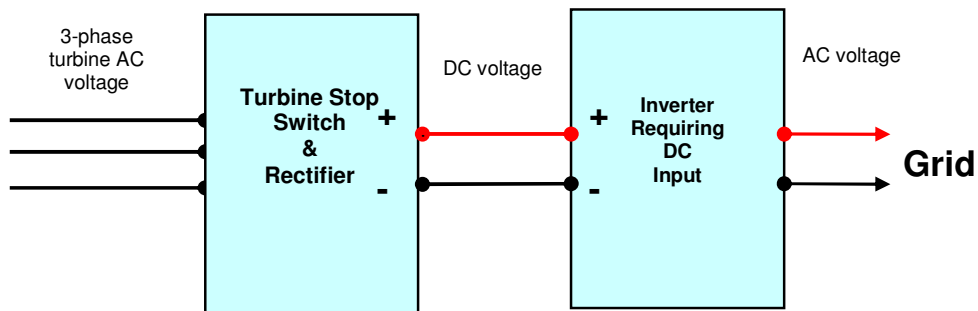 3-phase
turbine AC
voltage
Turbine Stop
Switch
&
Rectifier
+
-
DC voltage
+
-
Inverter
Requiring
DC
Input
AC voltage
Grid